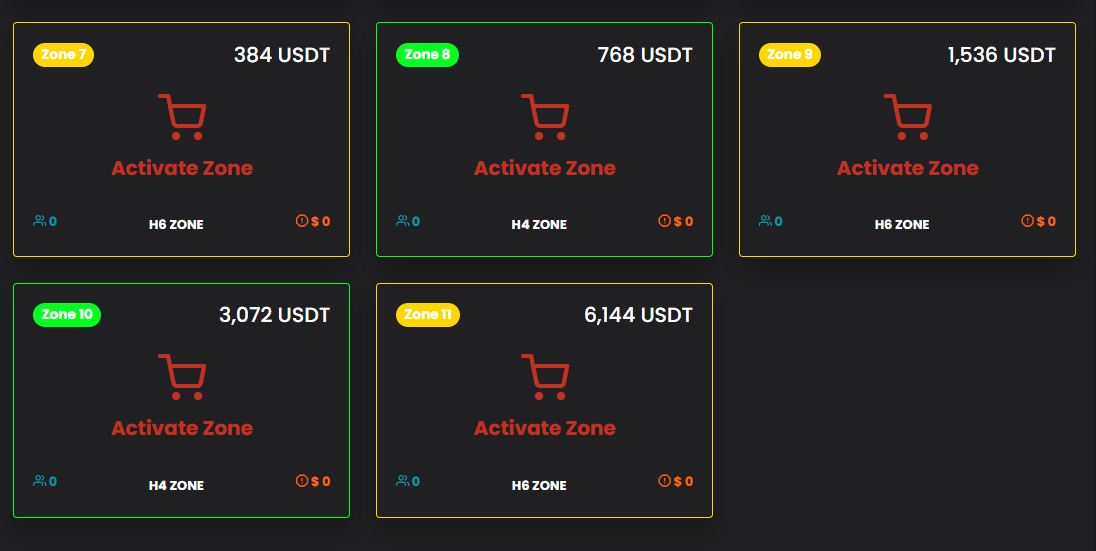 Zone 7 384 USDT
Activate Zone
0 H6 ZONE $ 0
Zone 8 768 USDT
Activate Zone
0 H4 ZONE $ 0
Zone 9 1,536 USDT
Activate Zone
0 H6 ZONE $ 0
Zone 10 3,072 USDT
Activate Zone
0 H4 ZONE $ 0
Zone 11 6,144 USDT
Activate Zone
0 H6 ZONE $ 0